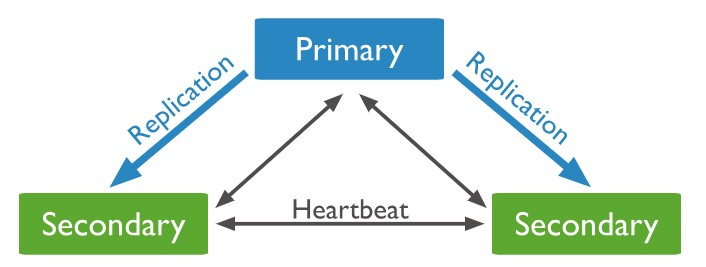 Primary
Replication
Replication
Heartbeat
Secondary
Secondary